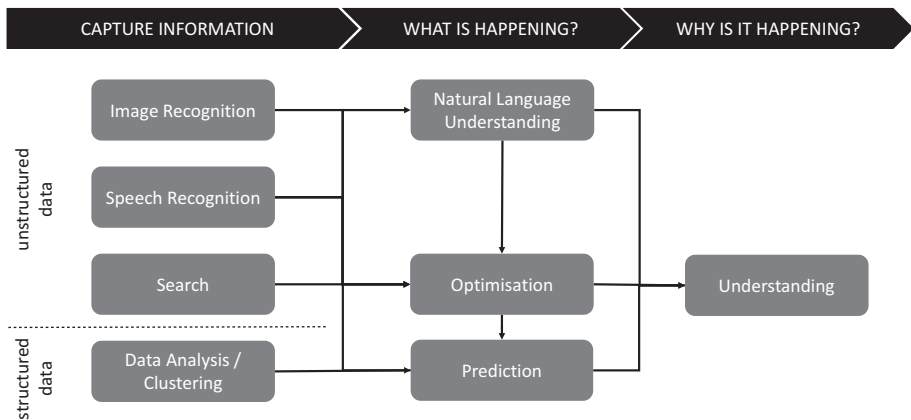 CAPTURE INFORMATION
WHAT IS HAPPENING?
WHY IS IT HAPPENING?
unstructured
data
Image Recognition
Natural Language
Understanding
Speech Recognition
Search
Optimisation
Understanding
structured
data
Data Analysis /
Clustering
Prediction